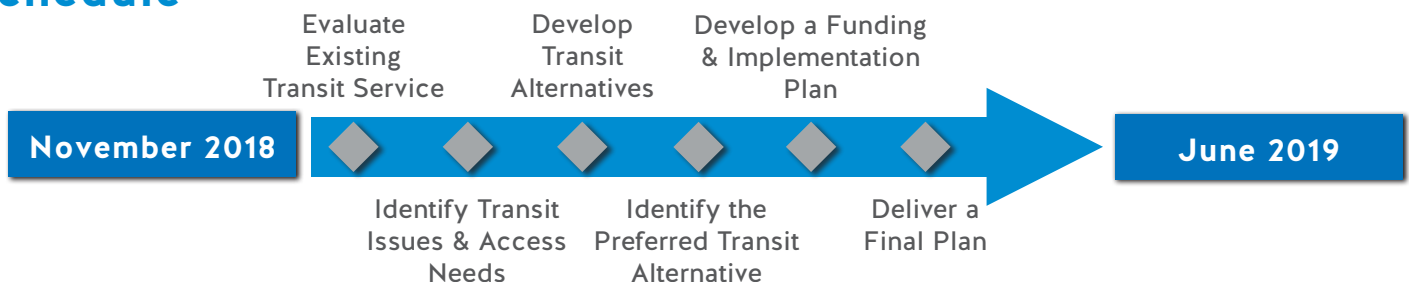 Evaluate
Existing
Transit Service
Develop
Transit
Alternatives
Develop a Funding
& Implementation
Plan
November 2018
June 2019
Identify Transit
Issues & Access
Needs
Identify the
Preferred Transit
Alternative
Deliver a
Final Plan